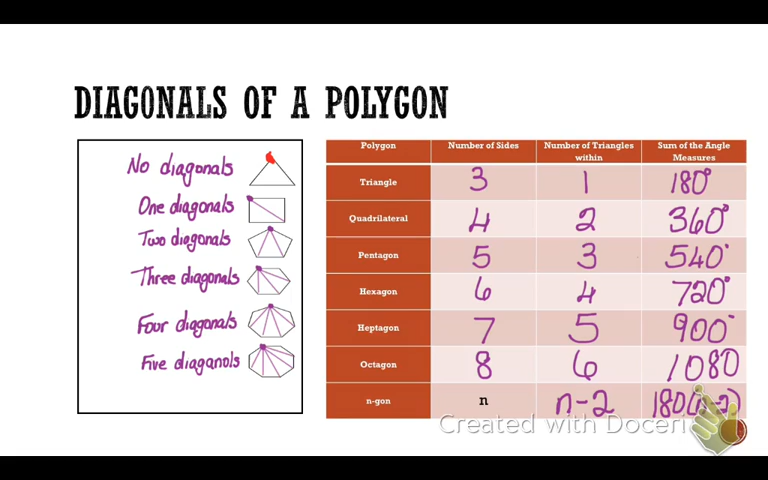 DIAGONALS OF A POLYGON
No diagonals
One diagonals
Two diagonals
Three diagonals
Four diagonals
Five diaganols
Polygon Number of Sides Number of Triangles within Sum of the Angle Measures
Triangle 3 1 180°
Quadrilateral 4 2 360°
Pentagon 5 3 540°
Hexagon 6 4 720°
Heptagon 7 5 900°
Octagon 8 6 1080
n-gon n n-2 180(n-2)
Created with Doceri